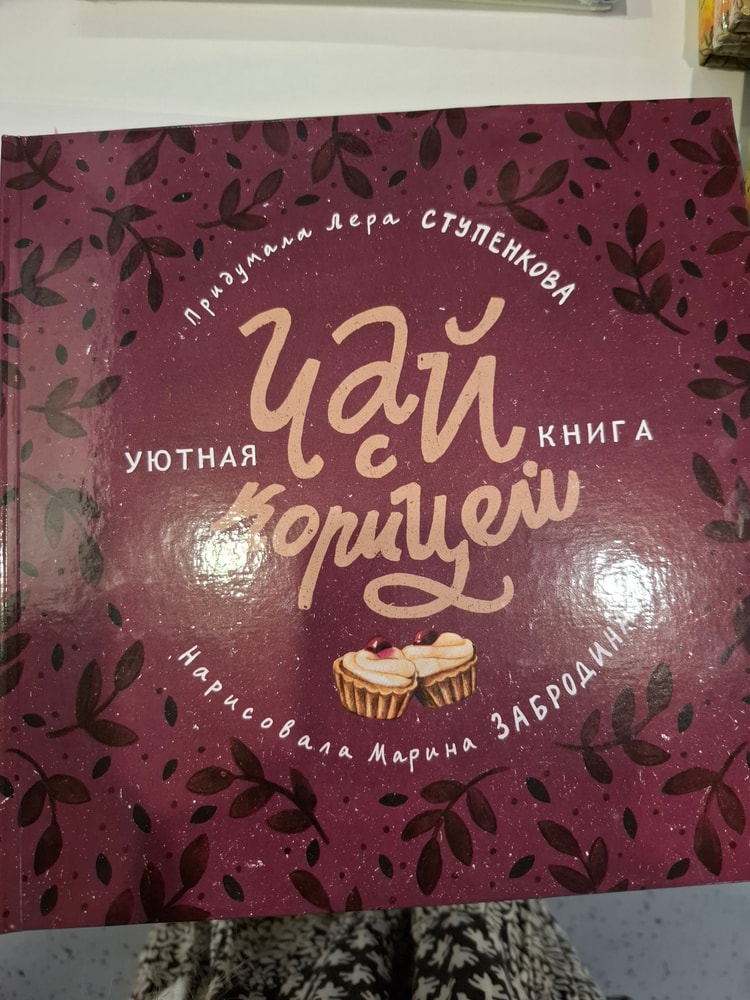 Придумала Лера СТУПЕНКОВА
Чай
УЮТНАЯ с КНИГА
корицей
Нарисовала Марина ЗАБРОДИНА